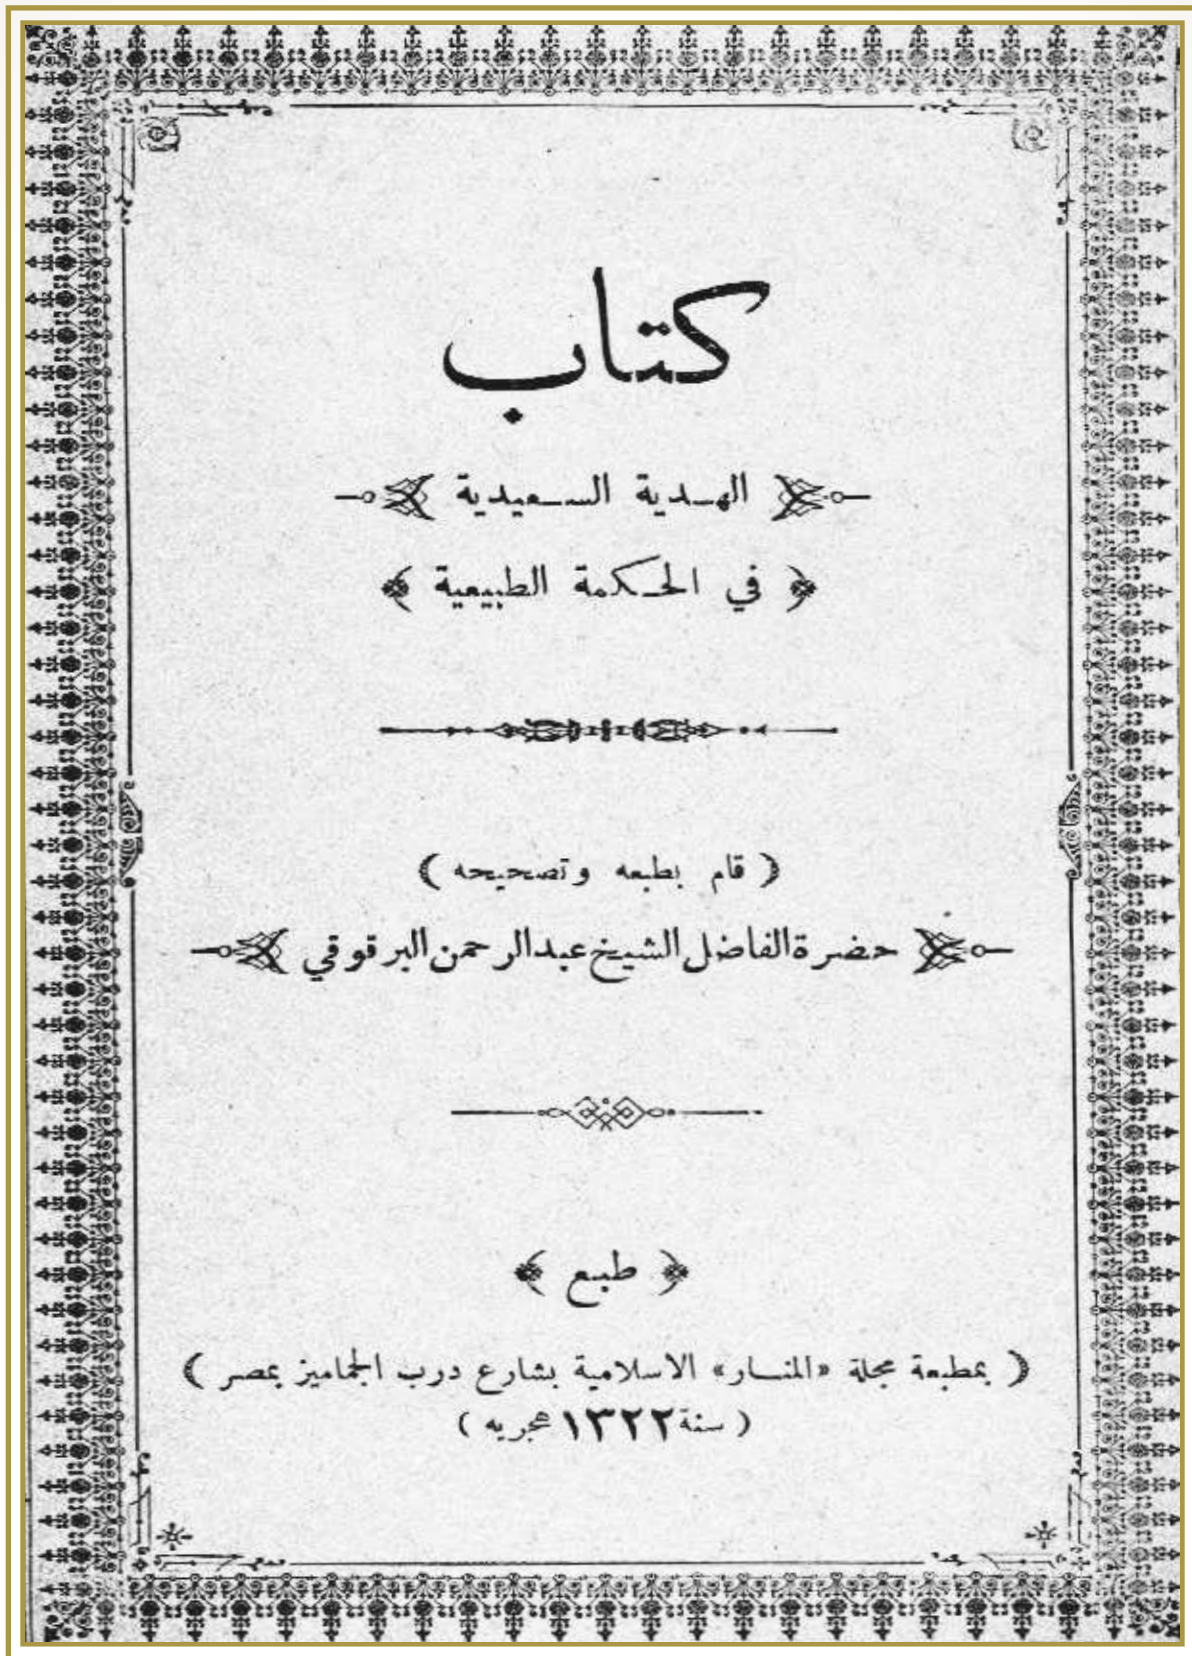 كتاب
الهدية السعيدية
في الحكمة الطبيعية
( قام بطبعه وتصحيحه )
حضرة الفاضل الشيخ عبد الرحمن البرقوقي
طبع
( بمطبعة مجلة «المنار» الاسلامية بشارع درب الجماميز بمصر )
( سنة ١٣٢٢ هجريه )